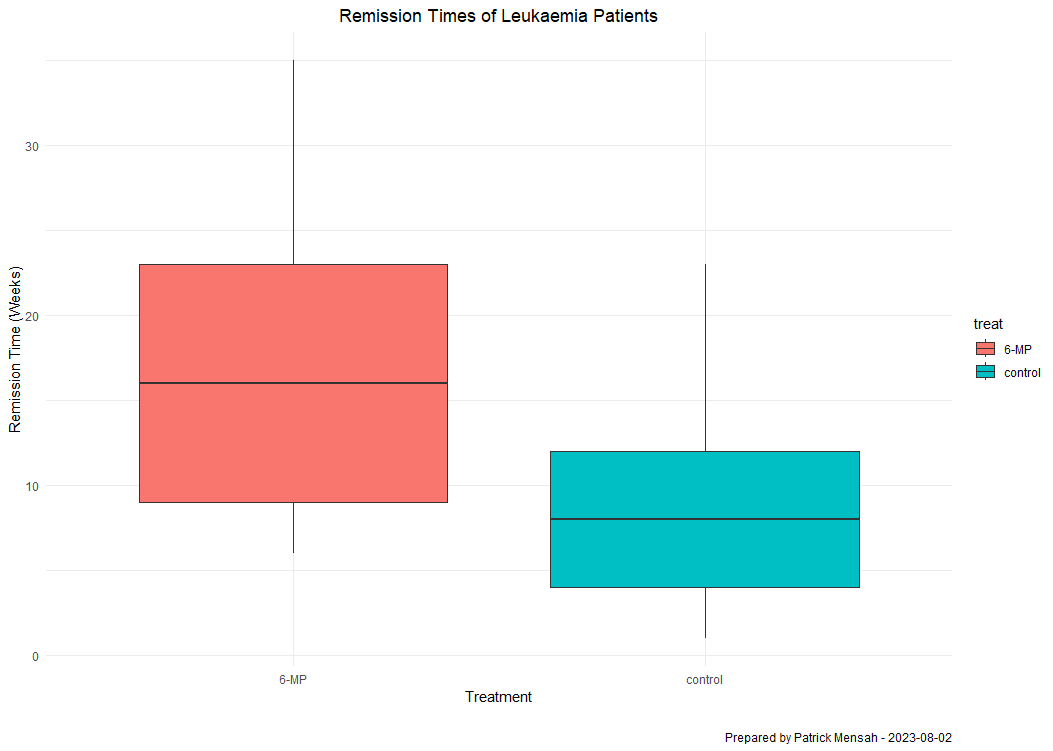 Remission Times of Leukaemia Patients
Remission Time (Weeks)
30
20
10
0
6-MP
control
Treatment
treat
6-MP
control
Prepared by Patrick Mensah - 2023-08-02